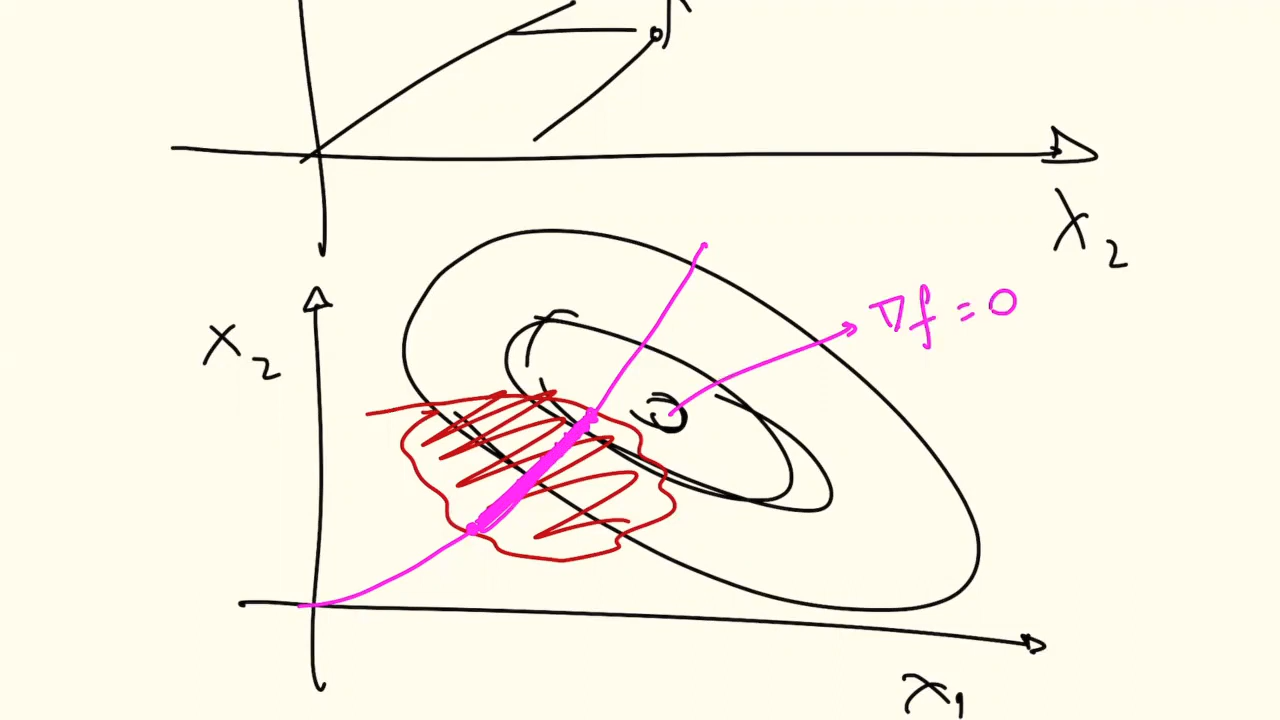 x₂
x₂
∇f = 0
x₁